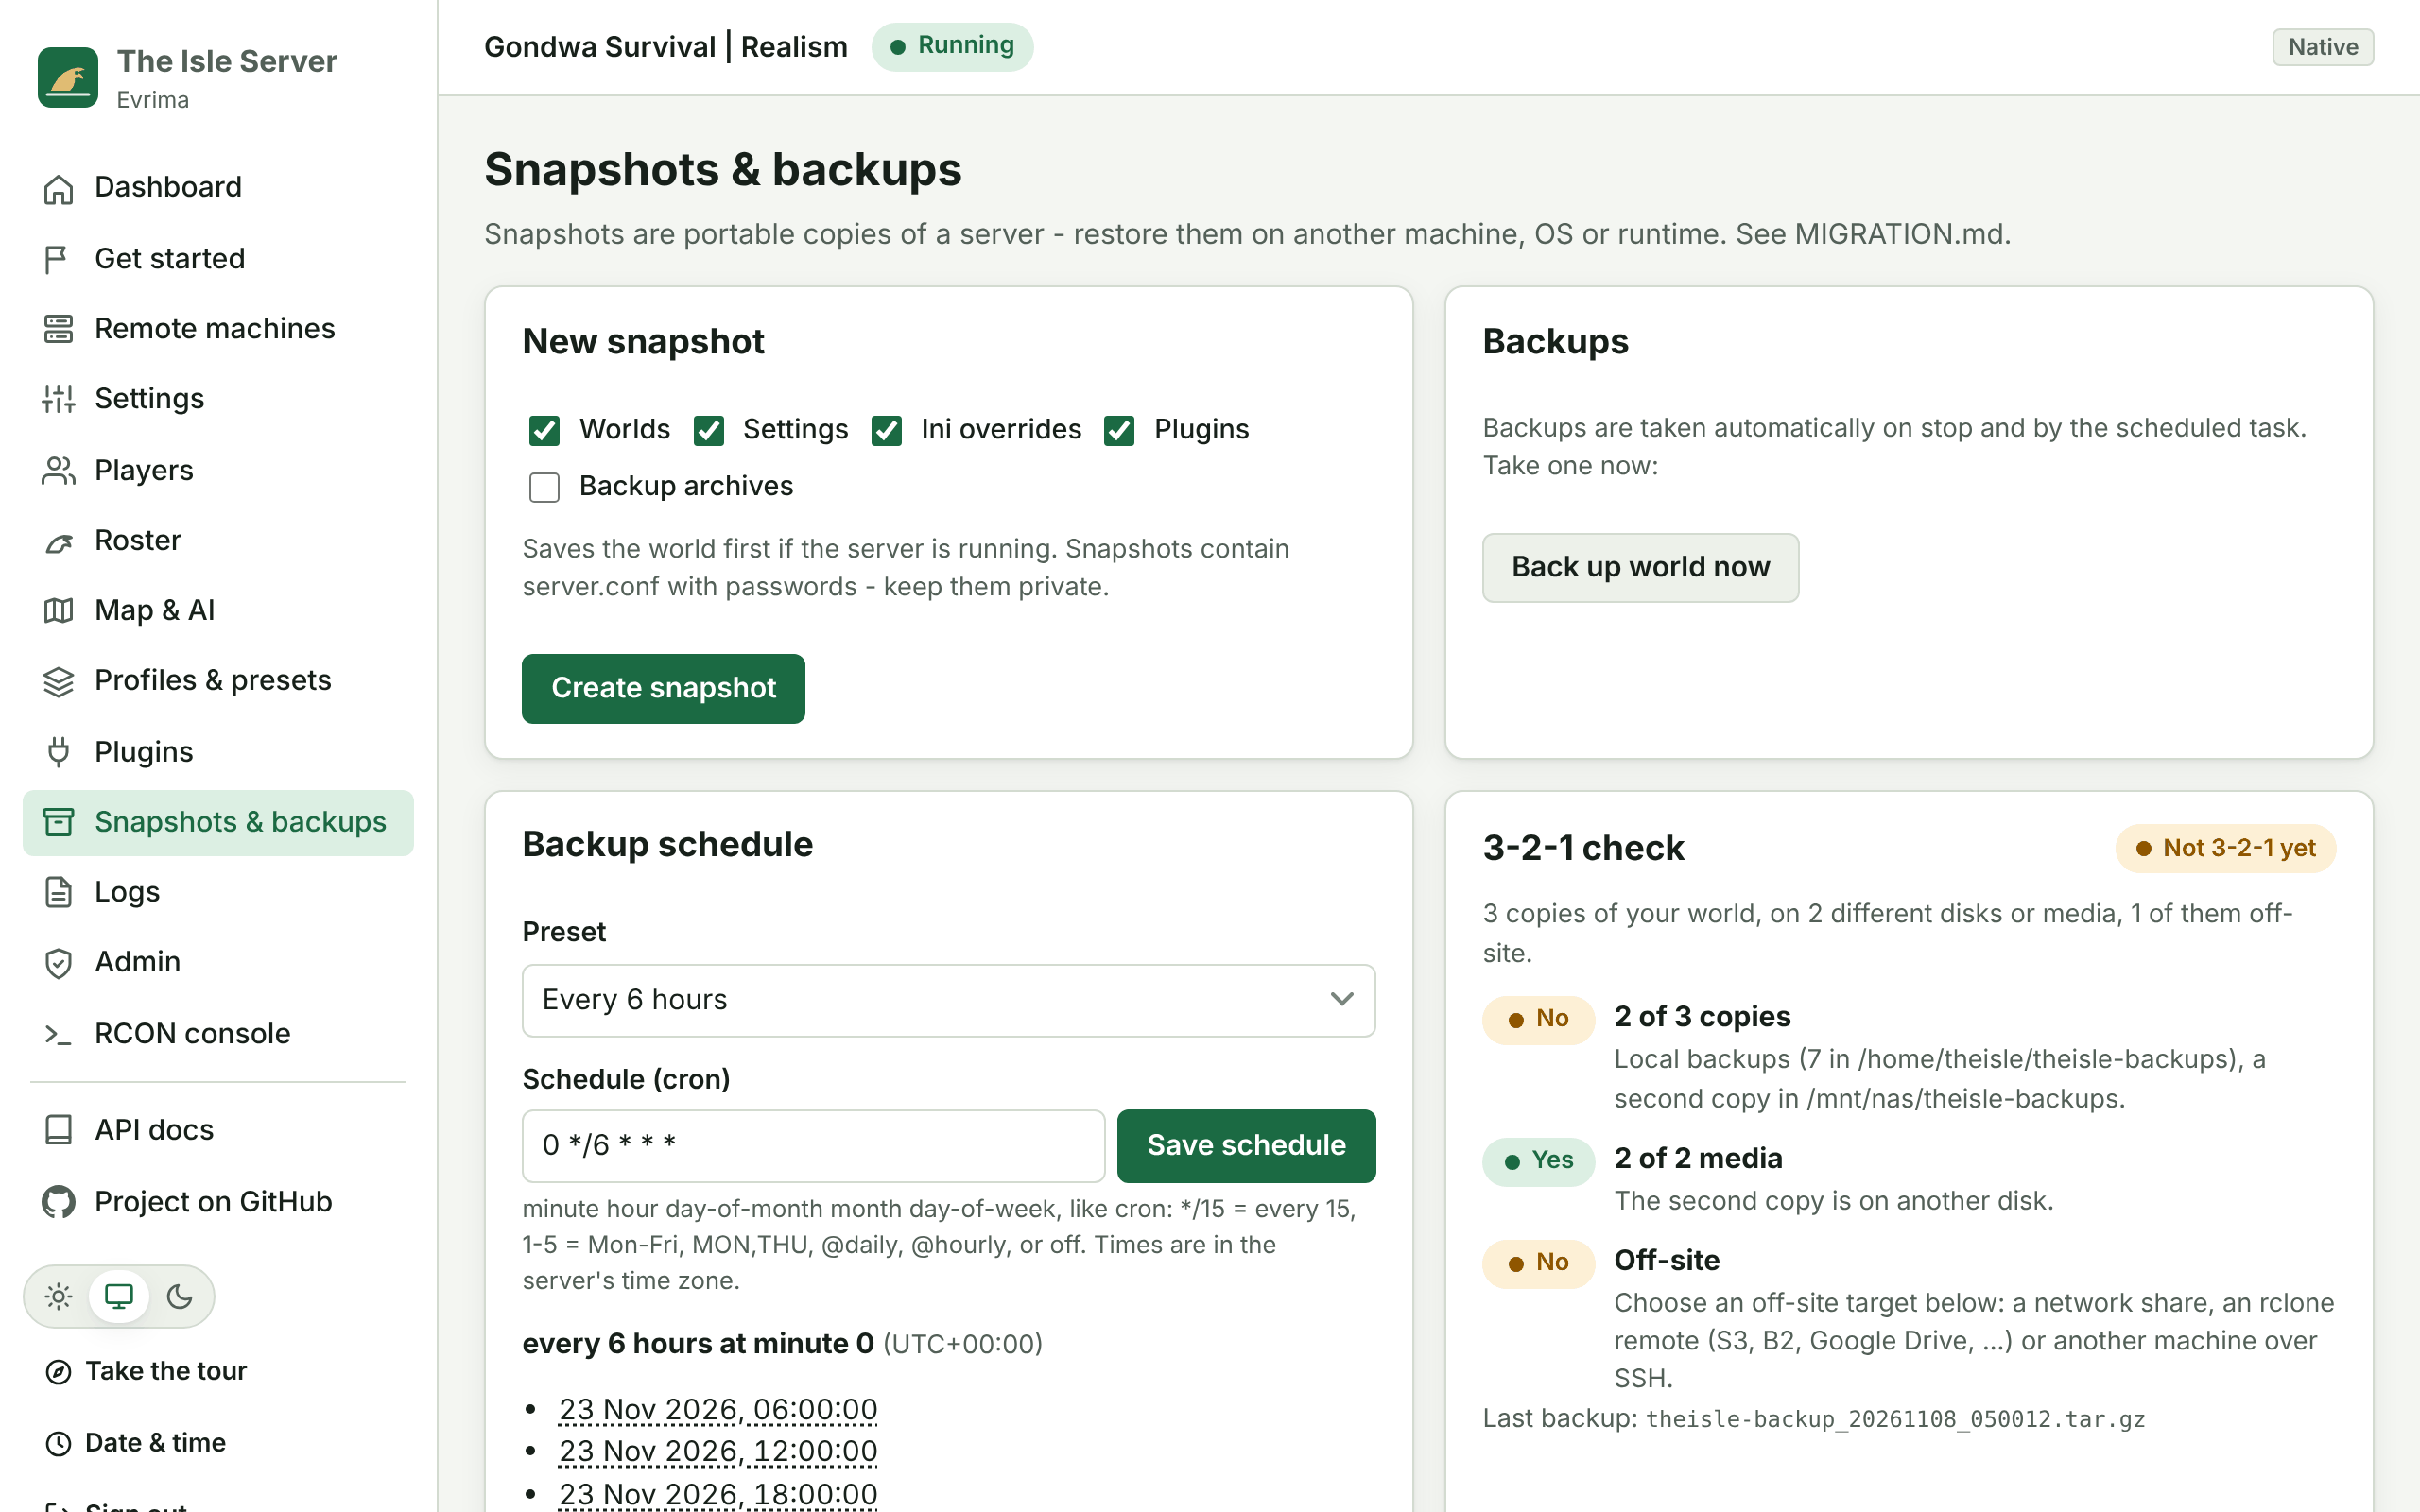 The Isle Server
Evrima
Dashboard
Get started
Remote machines
Settings
Players
Roster
Map & AI
Profiles & presets
Plugins
Snapshots & backups
Logs
Admin
RCON console
API docs
Project on GitHub
Take the tour
Date & time
Sign out
Gondwa Survival | Realism
Running
Native
Snapshots & backups
Snapshots are portable copies of a server - restore them on another machine, OS or runtime. See MIGRATION.md.
New snapshot
Worlds
Settings
Ini overrides
Plugins
Backup archives
Saves the world first if the server is running. Snapshots contain
server.conf with passwords - keep them private.
Create snapshot
Backups
Backups are taken automatically on stop and by the scheduled task.
Take one now:
Back up world now
Backup schedule
Preset
Every 6 hours
Schedule (cron)
0 */6 * * *
Save schedule
minute hour day-of-month month day-of-week, like cron: */15 = every 15,
1-5 = Mon-Fri, MON,THU, @daily, @hourly, or off. Times are in the
server's time zone.
every 6 hours at minute 0 (UTC+00:00)
23 Nov 2026, 06:00:00
23 Nov 2026, 12:00:00
23 Nov 2026, 18:00:00
3-2-1 check
Not 3-2-1 yet
3 copies of your world, on 2 different disks or media, 1 of them off-
site.
No
2 of 3 copies
Local backups (7 in /home/theisle/theisle-backups), a
second copy in /mnt/nas/theisle-backups.
Yes
2 of 2 media
The second copy is on another disk.
No
Off-site
Choose an off-site target below: a network share, an rclone
remote (S3, B2, Google Drive, ...) or another machine over
SSH.
Last backup: theisle-backup_20261108_050012.tar.gz